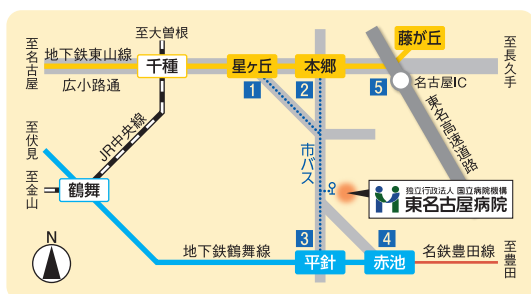 至大曽根
藤が丘
至名古屋
地下鉄東山線
千種
星ヶ丘
本郷
至長久手
広小路通
1
2
5
名古屋IC
至伏見
JR中央線
東名高速道路
市バス
至金山
鶴舞
独立行政法人 国立病院機構
東名古屋病院
N
地下鉄鶴舞線
3
平針
4
赤池
名鉄豊田線
至豊田